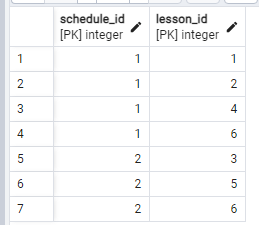 schedule_id lesson_id
[PK] integer [PK] integer
1 1 1
2 1 2
3 1 4
4 1 6
5 2 3
6 2 5
7 2 6